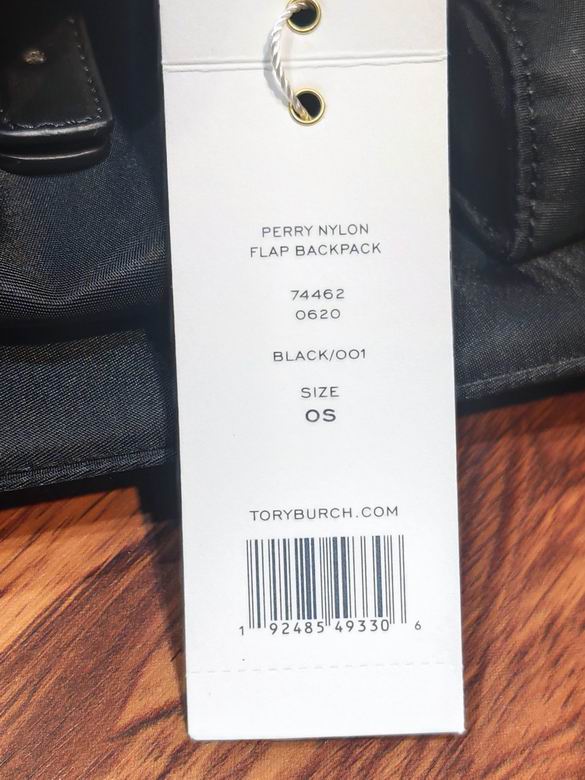 PERRY NYLON
FLAP BACKPACK
74462
0620
BLACK/001
SIZE
OS
TORYBURCH.COM
1 92485 49330 6